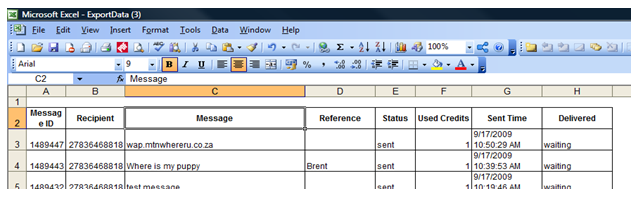 Microsoft Excel - ExportData (3)
File Edit View Insert Format Tools Data Window Help
100%
Arial 9 B I U
C2 fx Message
A B C D E F G H
1
2 Messag e ID Recipient Message Reference Status Used Credits Sent Time Delivered
3 1489447 27836468818 wap.mtnwhereru.co.za sent 1 9/17/2009 10:50:29 AM waiting
4 1489443 27836468818 Where is my puppy Brent sent 1 9/17/2009 10:39:53 AM waiting
5 1489432 27836468818 test message sent 1 9/17/2009 10:19:46 AM waiting